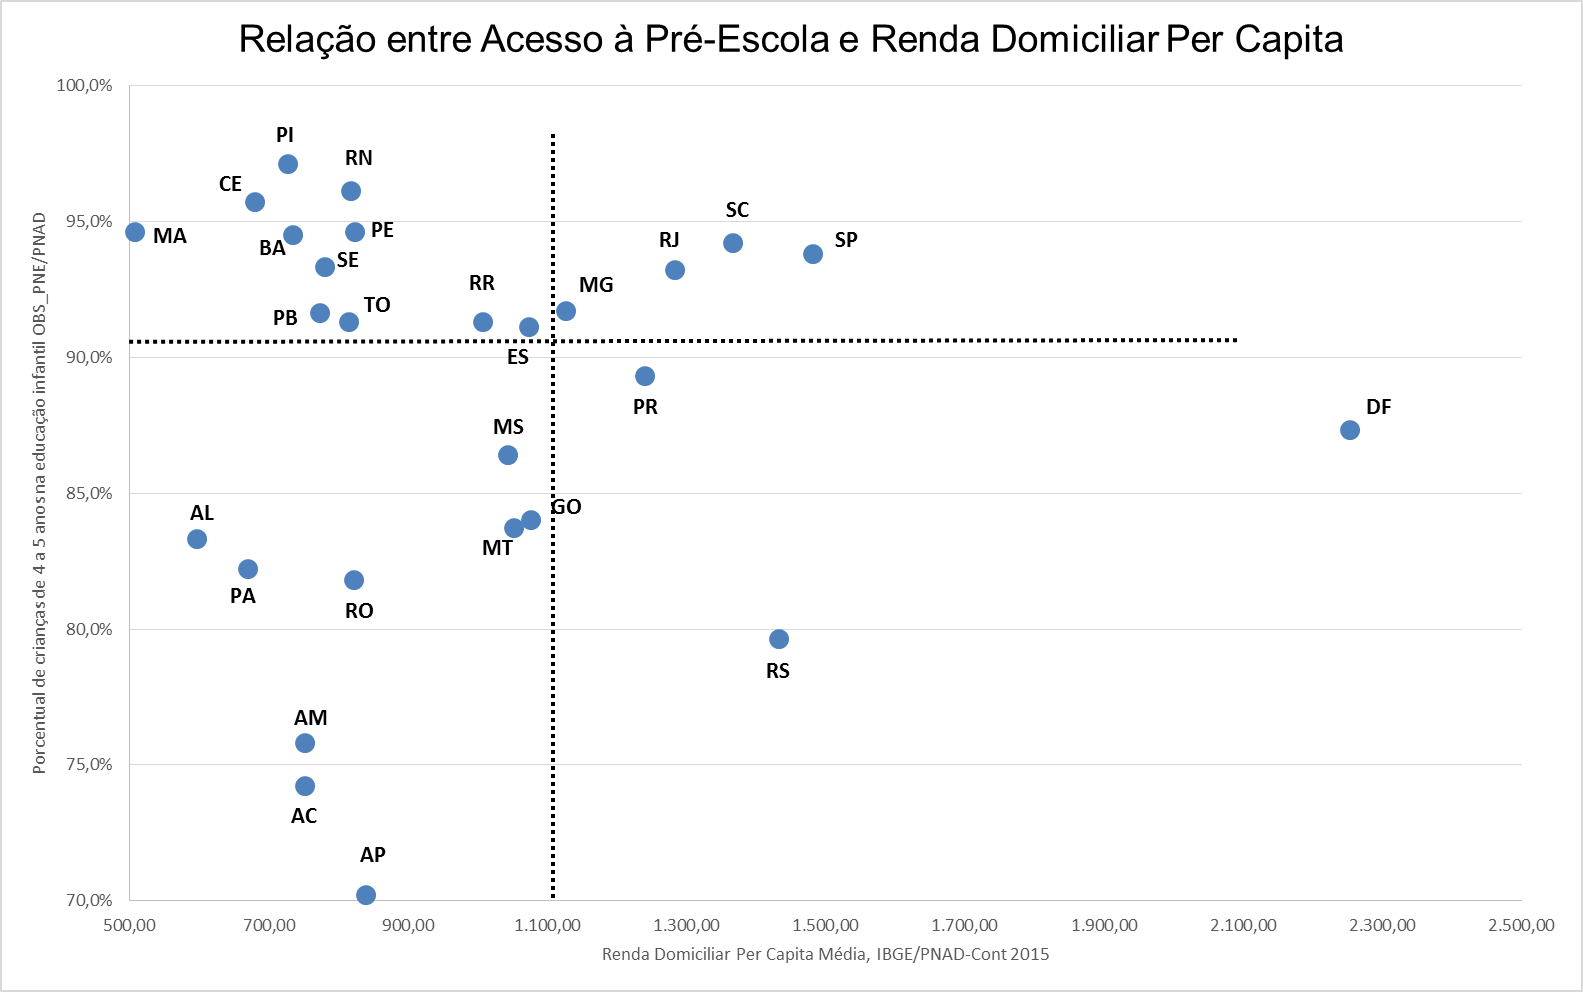 Relação entre Acesso à Pré-Escola e Renda Domiciliar Per Capita
Porcentual de crianças de 4 a 5 anos na educação infantil OBS_PNE/PNAD
100,0%
95,0%
90,0%
85,0%
80,0%
75,0%
70,0%
PI
RN
CE
MA
BA
PE
SE
PB
TO
RR
ES
MG
RJ
SC
SP
PR
DF
MS
GO
MT
AL
PA
RO
RS
AM
AC
AP
500,00
700,00
900,00
1.100,00
1.300,00
1.500,00
1.700,00
1.900,00
2.100,00
2.300,00
2.500,00
Renda Domiciliar Per Capita Média, IBGE/PNAD-Cont 2015